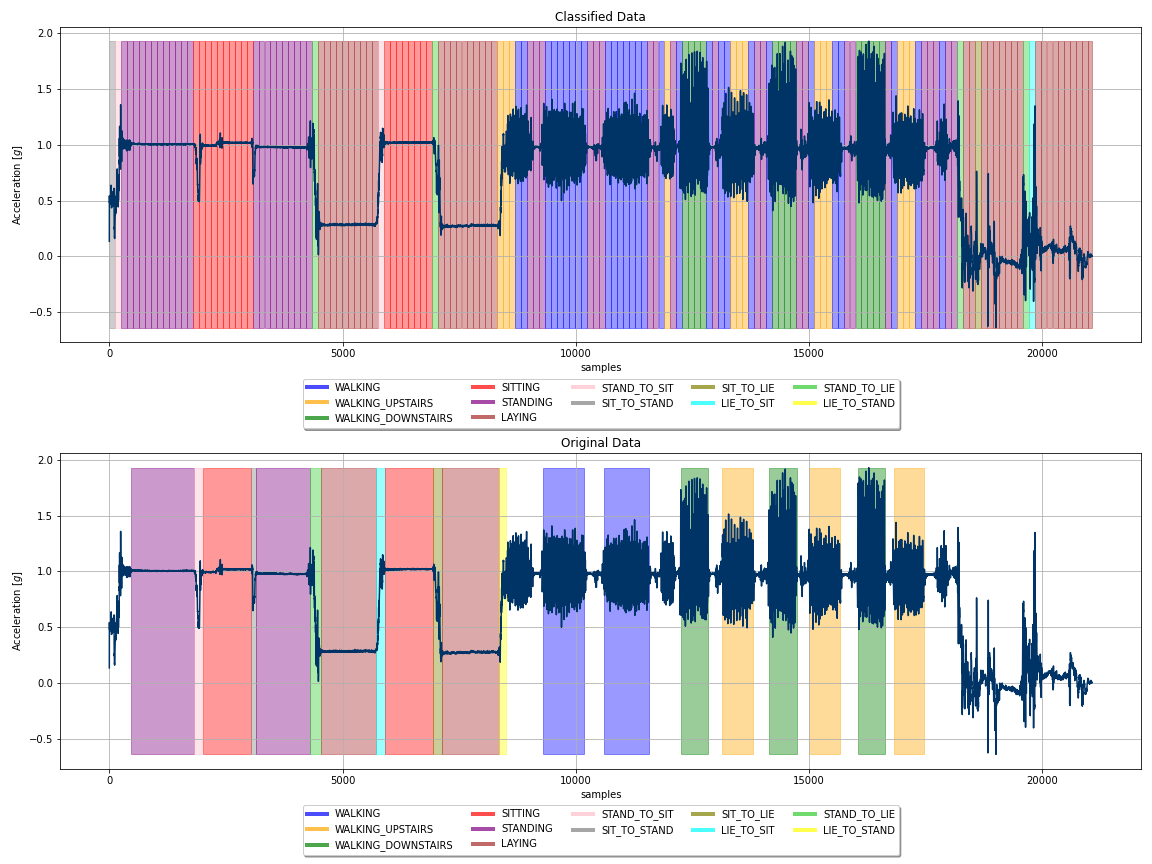 Classified Data
2.0
1.5
1.0
0.5
0.0
−0.5
Acceleration [g]
0 5000 10000 15000 20000
samples
WALKING SITTING STAND_TO_SIT SIT_TO_LIE STAND_TO_LIE
WALKING_UPSTAIRS STANDING SIT_TO_STAND LIE_TO_SIT LIE_TO_STAND
WALKING_DOWNSTAIRS LAYING
Original Data
2.0
1.5
1.0
0.5
0.0
−0.5
Acceleration [g]
0 5000 10000 15000 20000
samples
WALKING SITTING STAND_TO_SIT SIT_TO_LIE STAND_TO_LIE
WALKING_UPSTAIRS STANDING SIT_TO_STAND LIE_TO_SIT LIE_TO_STAND
WALKING_DOWNSTAIRS LAYING